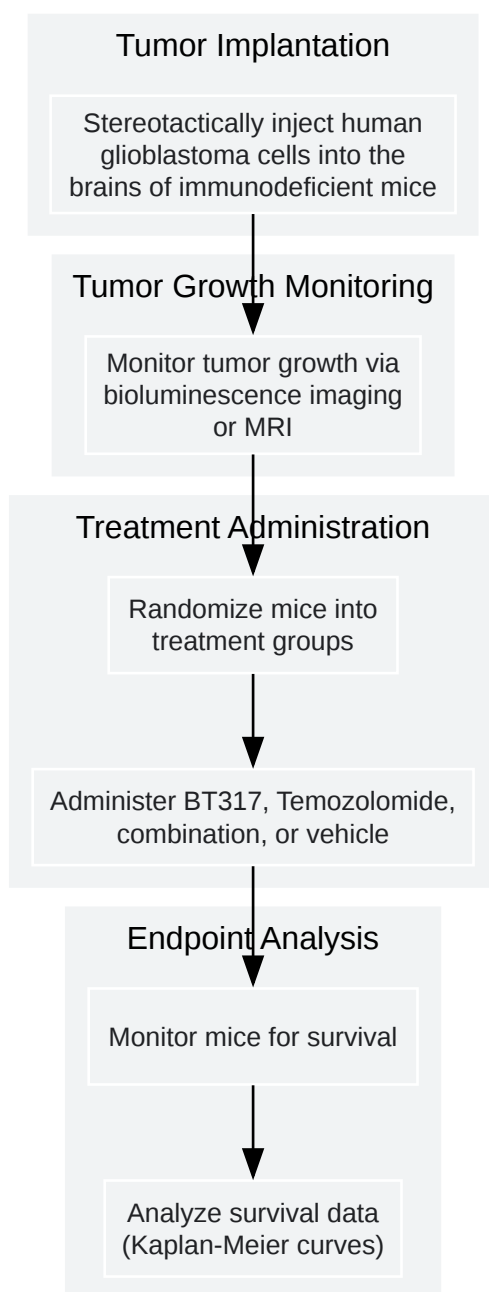 Tumor Implantation
Stereotactically inject human
glioblastoma cells into the
brains of immunodeficient mice
Tumor Growth Monitoring
Monitor tumor growth via
bioluminescence imaging
or MRI
Treatment Administration
Randomize mice into
treatment groups
Administer BT317, Temozolomide,
combination, or vehicle
Endpoint Analysis
Monitor mice for survival
Analyze survival data
(Kaplan-Meier curves)